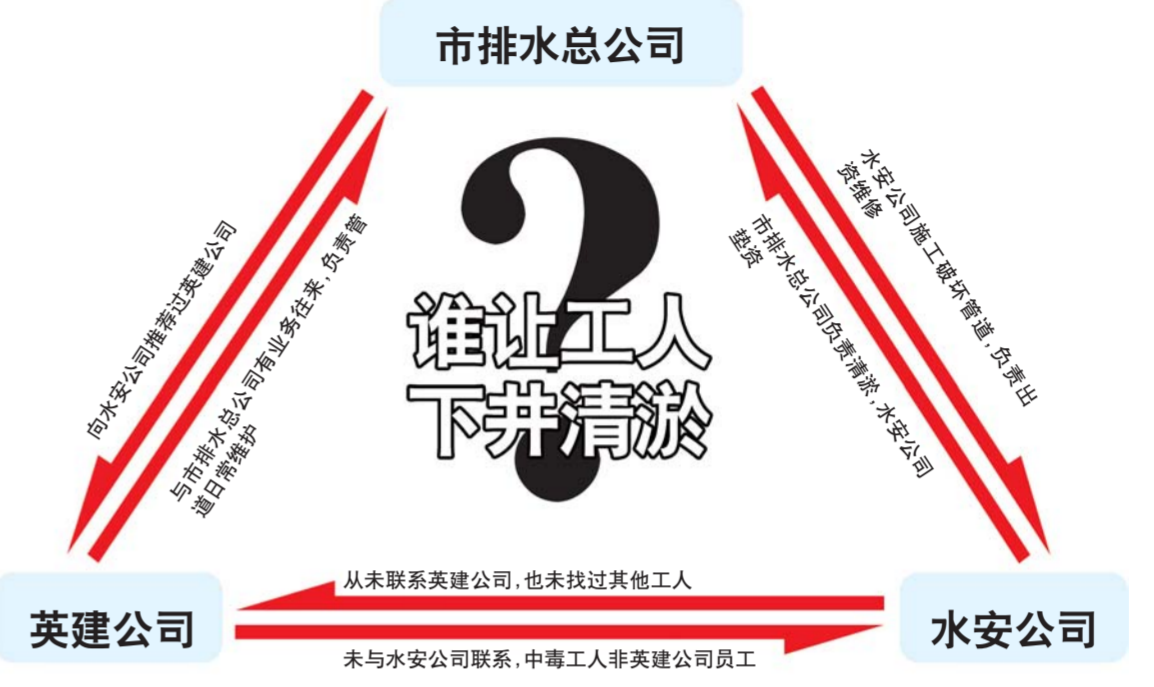 市排水总公司
向水安公司推荐过英建公司
与市排水总公司有业务往来,负责管
道日常维护
谁让工人
下井清淤
水安公司施工破坏管道,负责出
资维修
市排水总公司负责清淤,水安公司
垫资
从未联系英建公司,也未找过其他工人
英建公司
水安公司
未与水安公司联系,中毒工人非英建公司员工